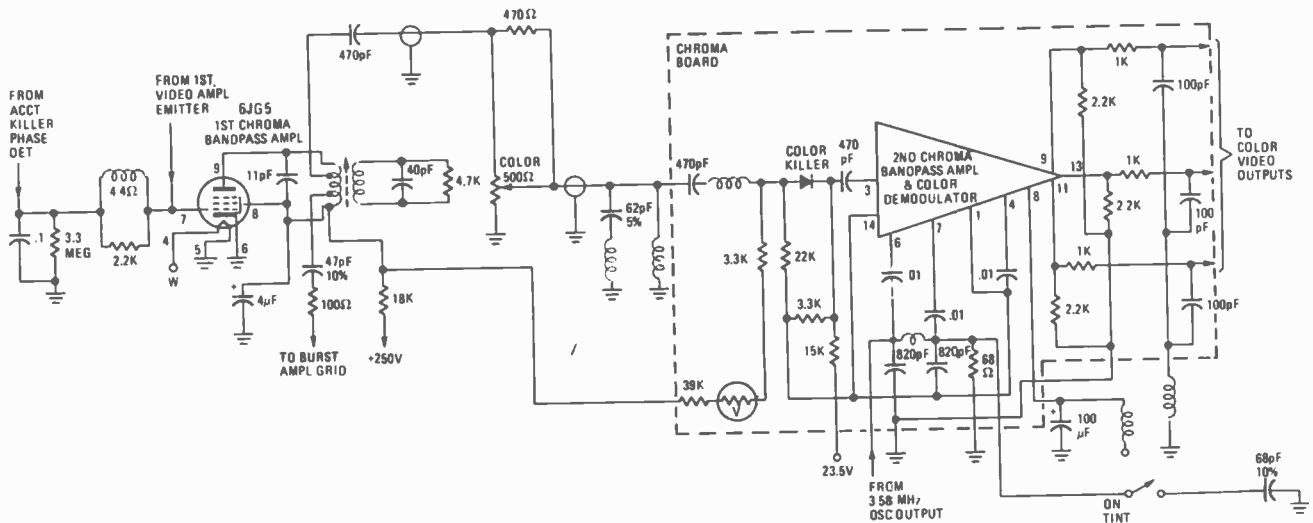 FROM
ACCT
KILLER
PHASE
DET
.1
3.3
MEG
4.4Ω
2.2K
FROM 1ST
VIDEO AMPL
EMITTER
6JG5
1ST CHROMA
BANDPASS AMPL
9
7
8
4
5
6
W
11pF
4µF
+
47pF
10%
100Ω
TO BURST
AMPL GRID
18K
+250V
470pF
40pF
4.7K
470Ω
COLOR
500Ω
62pF
5%
CHROMA
BOARD
470pF
COLOR
KILLER
470
pF
3.3K
22K
3.3K
15K
39K
V
23.5V
2ND CHROMA
BANDPASS AMPL
& COLOR
DEMODULATOR
3
14
6
7
1
4
8
9
13
11
.01
.01
.01
820pF
820pF
68
Ω
FROM
3.58 MHz
OSC OUTPUT
1K
2.2K
100pF
1K
2.2K
100
pF
1K
2.2K
100pF
TO
COLOR
VIDEO
OUTPUTS
+
100
µF
ON
TINT
68pF
10%